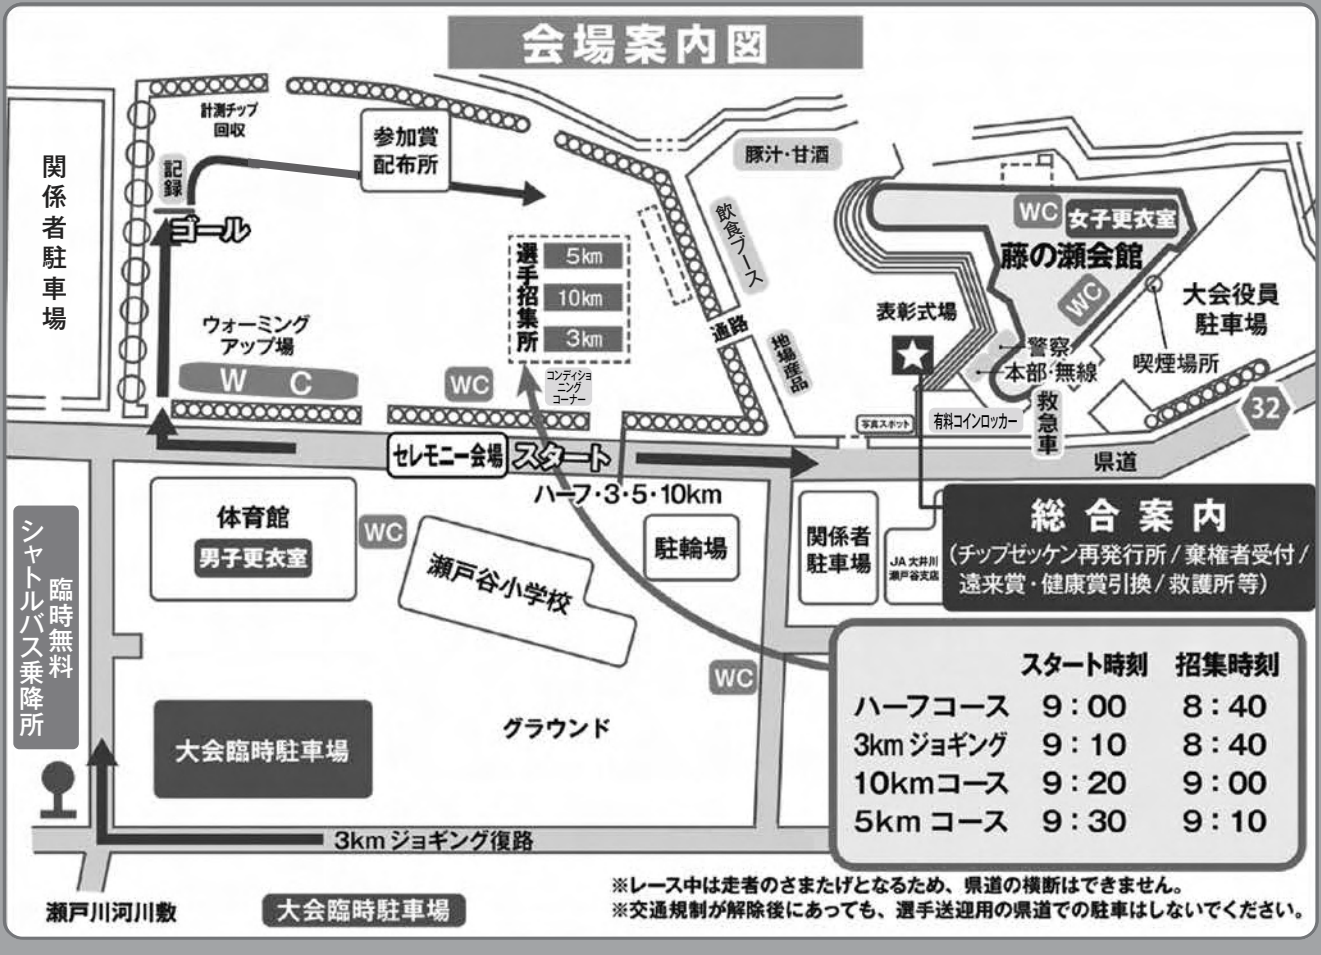 会場案内図
関係者駐車場
計測チップ
回収
記録
ゴール
参加賞
配布所
選手招集所
5km
10km
3km
ウォーミング
アップ場
WC
WC
コンディショ
ニング
コーナー
豚汁・甘酒
飲食ブース
通路
地場産品
表彰式場
WC
女子更衣室
藤の瀬会館
WC
警察
本部・無線
喫煙場所
大会役員
駐車場
救急車
有料コインロッカー
写真スポット
32
県道
セレモニー会場
スタート
ハーフ・3・5・10km
体育館
男子更衣室
WC
瀬戸谷小学校
駐輪場
関係者
駐車場
JA大井川
瀬戸谷支店
総合案内
(チップゼッケン再発行所/棄権者受付/
遠来賞・健康賞引換/救護所等)
臨時無料
シャトルバス乗降所
WC
グラウンド
大会臨時駐車場
3kmジョギング復路
瀬戸川河川敷
大会臨時駐車場
スタート時刻 招集時刻
ハーフコース 9:00 8:40
3kmジョギング 9:10 8:40
10kmコース 9:20 9:00
5km コース 9:30 9:10
※レース中は走者のさまたげとなるため、県道の横断はできません。
※交通規制が解除後にあっても、選手送迎用の県道での駐車はしないでください。